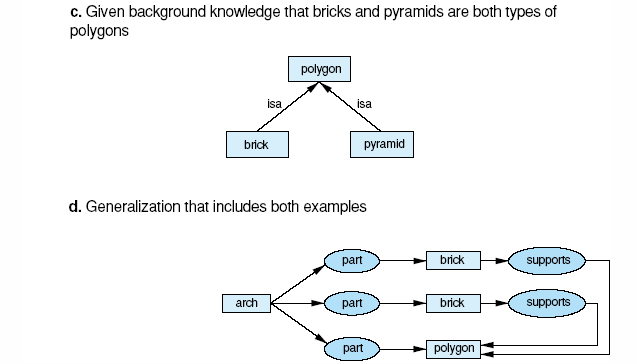 c. Given background knowledge that bricks and pyramids are both types of
polygons
polygon
isa isa
brick pyramid
d. Generalization that includes both examples
part brick supports
arch part brick supports
part polygon